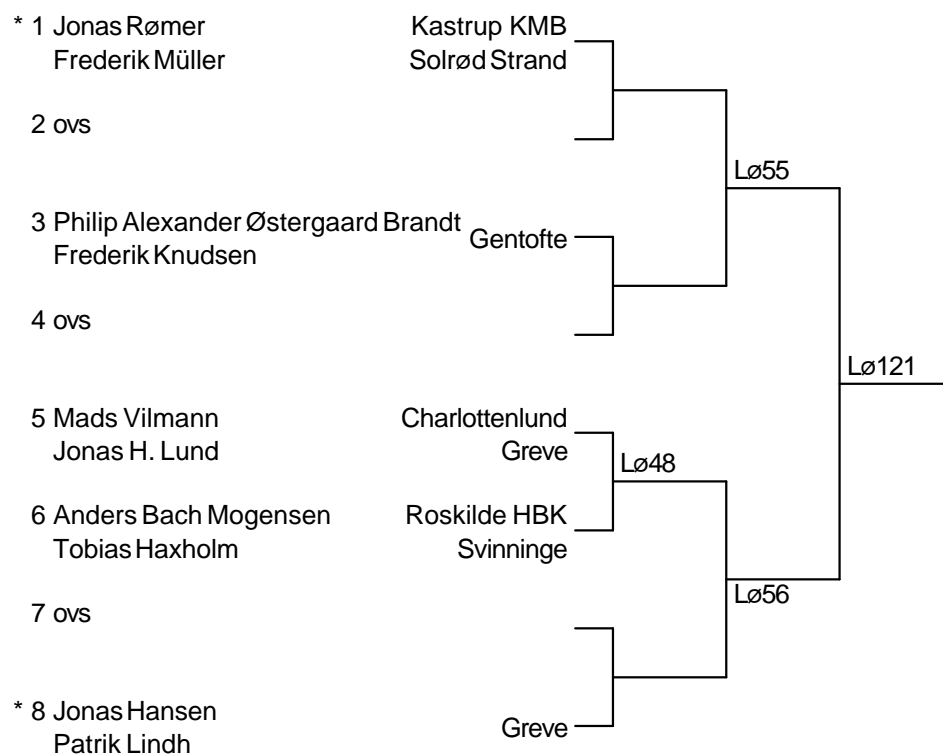 * 1 Jonas Rømer Kastrup KMB
Frederik Müller Solrød Strand
2 ovs
Lø55
3 Philip Alexander Østergaard Brandt
Gentofte
Frederik Knudsen
4 ovs
Lø121
5 Mads Vilmann Charlottenlund
Jonas H. Lund Greve
Lø48
6 Anders Bach Mogensen Roskilde HBK
Tobias Haxholm Svinninge
Lø56
7 ovs
* 8 Jonas Hansen
Greve
Patrik Lindh